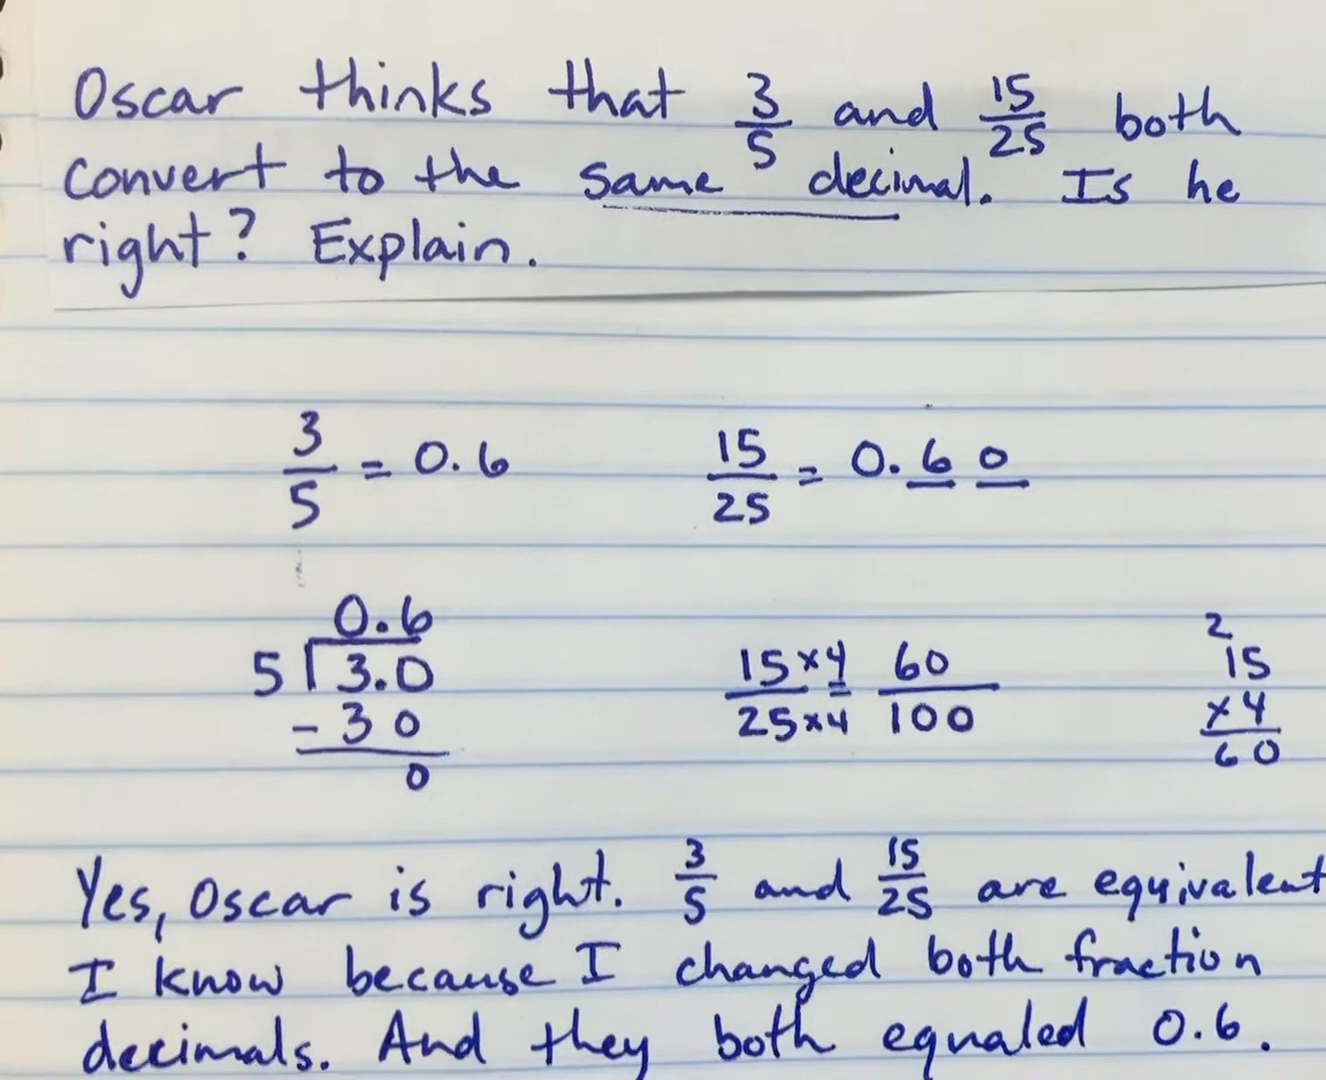 Oscar thinks that 3/5 and 15/25 both
convert to the same decimal. Is he
right? Explain.
3/5 = 0.6
15/25 = 0.60
0.6
5 3.0
- 30
0
15 x 4 / 25 x 4 = 60/100
2
15
x 4
60
Yes, Oscar is right. 3/5 and 15/25 are equivalent
I know because I changed both fraction
decimals. And they both equaled 0.6.